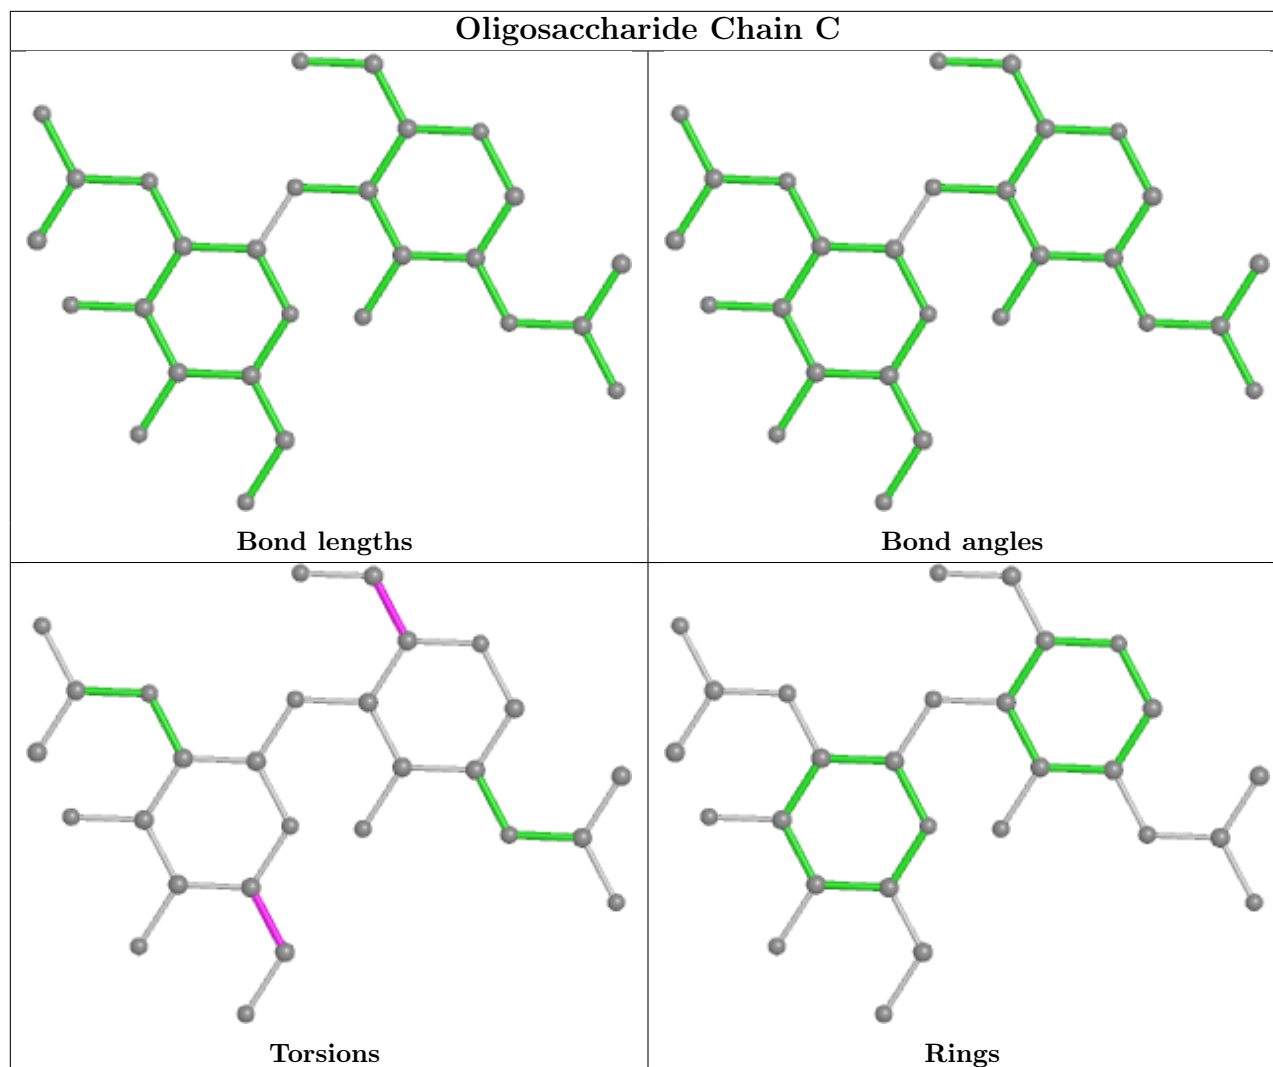 Oligosaccharide Chain C
Bond lengths
Bond angles
Torsions
Rings